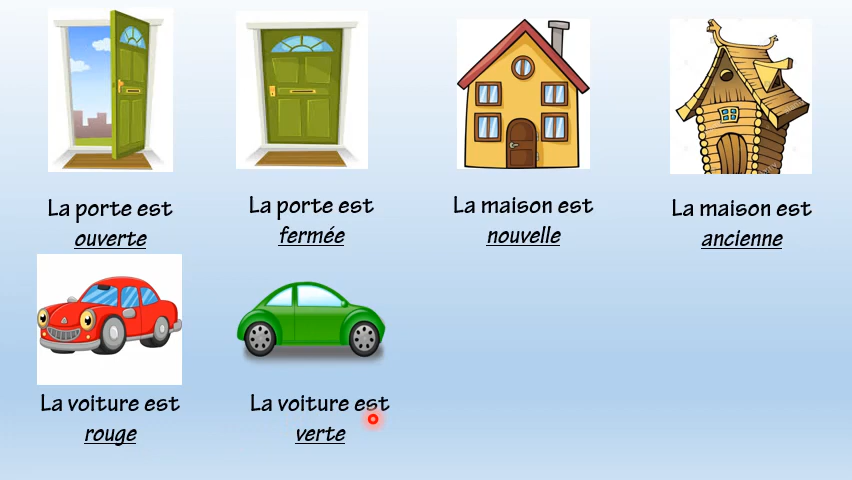 La porte est
ouverte
La porte est
fermée
La maison est
nouvelle
La maison est
ancienne
La voiture est
rouge
La voiture est
verte